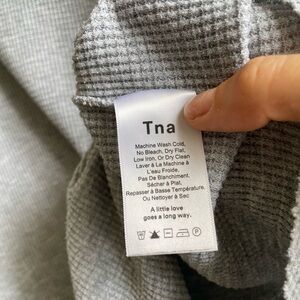 Tna
Machine Wash Cold,
No Bleach, Dry Flat,
Low Iron, Or Dry Clean
Laver à La Machine à
L'eau Froide,
Pas De Blanchiment,
Sécher à Plat,
Repasser à Basse Température,
Ou Nettoyer à Sec
A little love
goes a long way.
P